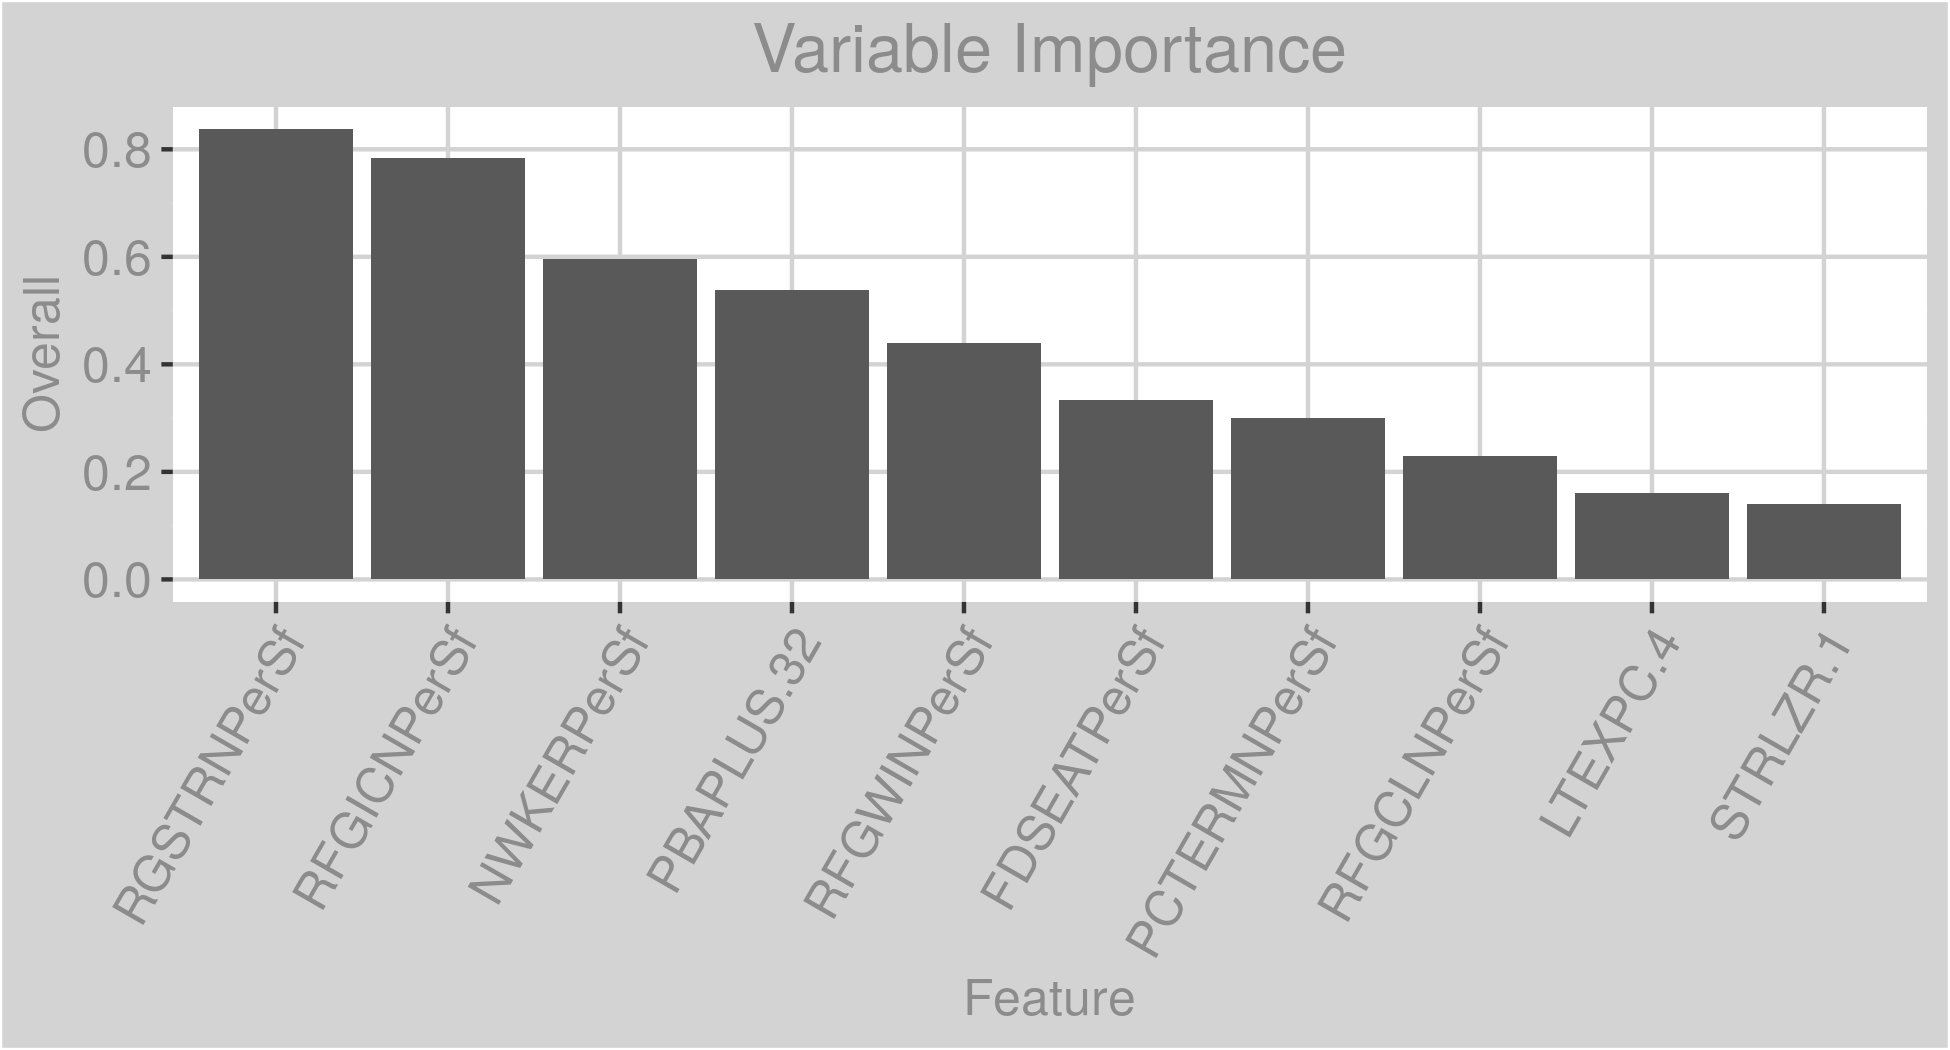 Variable Importance
Overall
0.8
0.6
0.4
0.2
0.0
RGSTRNPerSf
RFGICNPerSf
NWKERPerSf
PBAPLUS.32
RFGWINPerSf
FDSEATPerSf
PCTERMNPerSf
RFGCLNPerSf
LTEXPC.4
STRLZR.1
Feature